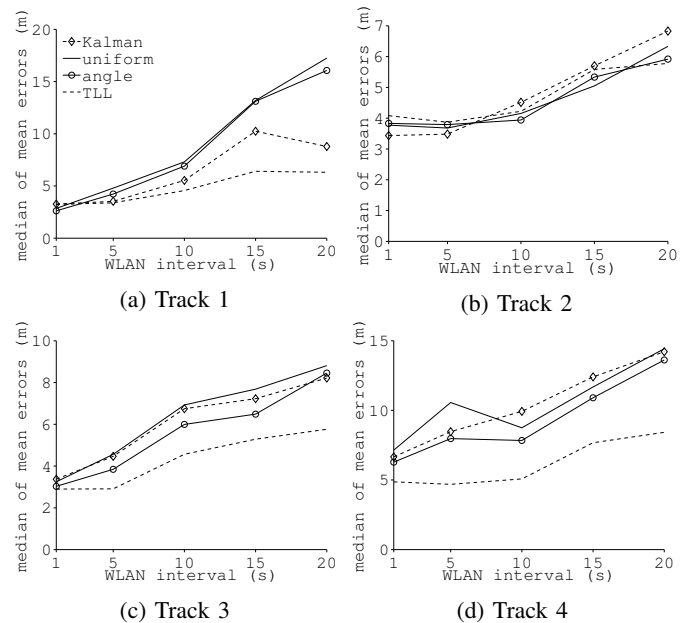 median of mean errors (m)
20
15
10
5
0
Kalman
uniform
angle
TLL
1 5 10 15 20
WLAN interval (s)
(a) Track 1
median of mean errors (m)
7
6
5
4
3
2
1
0
1 5 10 15 20
WLAN interval (s)
(b) Track 2
median of mean errors (m)
10
8
6
4
2
0
1 5 10 15 20
WLAN interval (s)
(c) Track 3
median of mean errors (m)
15
10
5
0
1 5 10 15 20
WLAN interval (s)
(d) Track 4